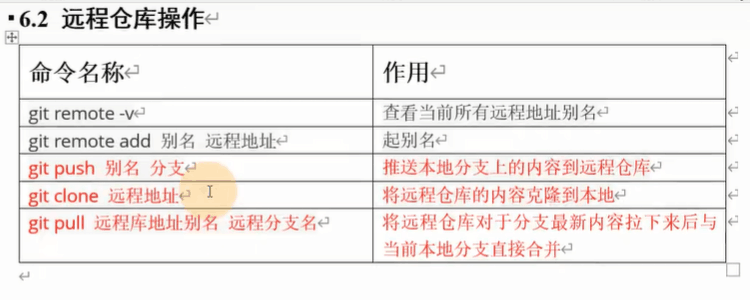 6.2 远程仓库操作
命令名称 作用
git remote -v 查看当前所有远程地址别名
git remote add 别名 远程地址 起别名
git push 别名 分支 推送本地分支上的内容到远程仓库
git clone 远程地址 将远程仓库的内容克隆到本地
git pull 远程库地址别名 远程分支名 将远程仓库对于分支最新内容拉下来后与
当前本地分支直接合并